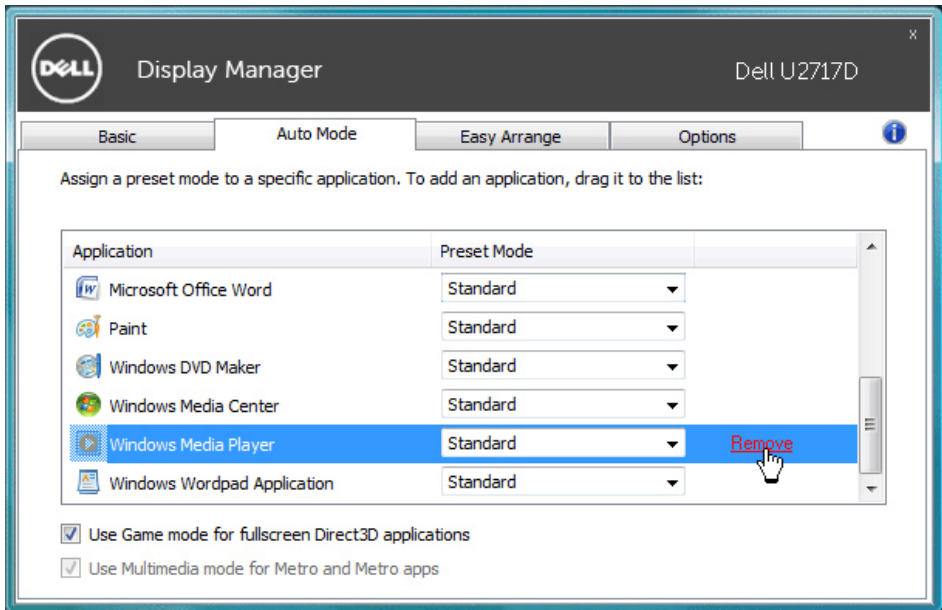 x
DELL
Display Manager
Dell U2717D
Basic
Auto Mode
Easy Arrange
Options
Assign a preset mode to a specific application. To add an application, drag it to the list:
Application Preset Mode
Microsoft Office Word Standard
Paint Standard
Windows DVD Maker Standard
Windows Media Center Standard
Windows Media Player Standard Remove
Windows Wordpad Application Standard
Use Game mode for fullscreen Direct3D applications
Use Multimedia mode for Metro and Metro apps